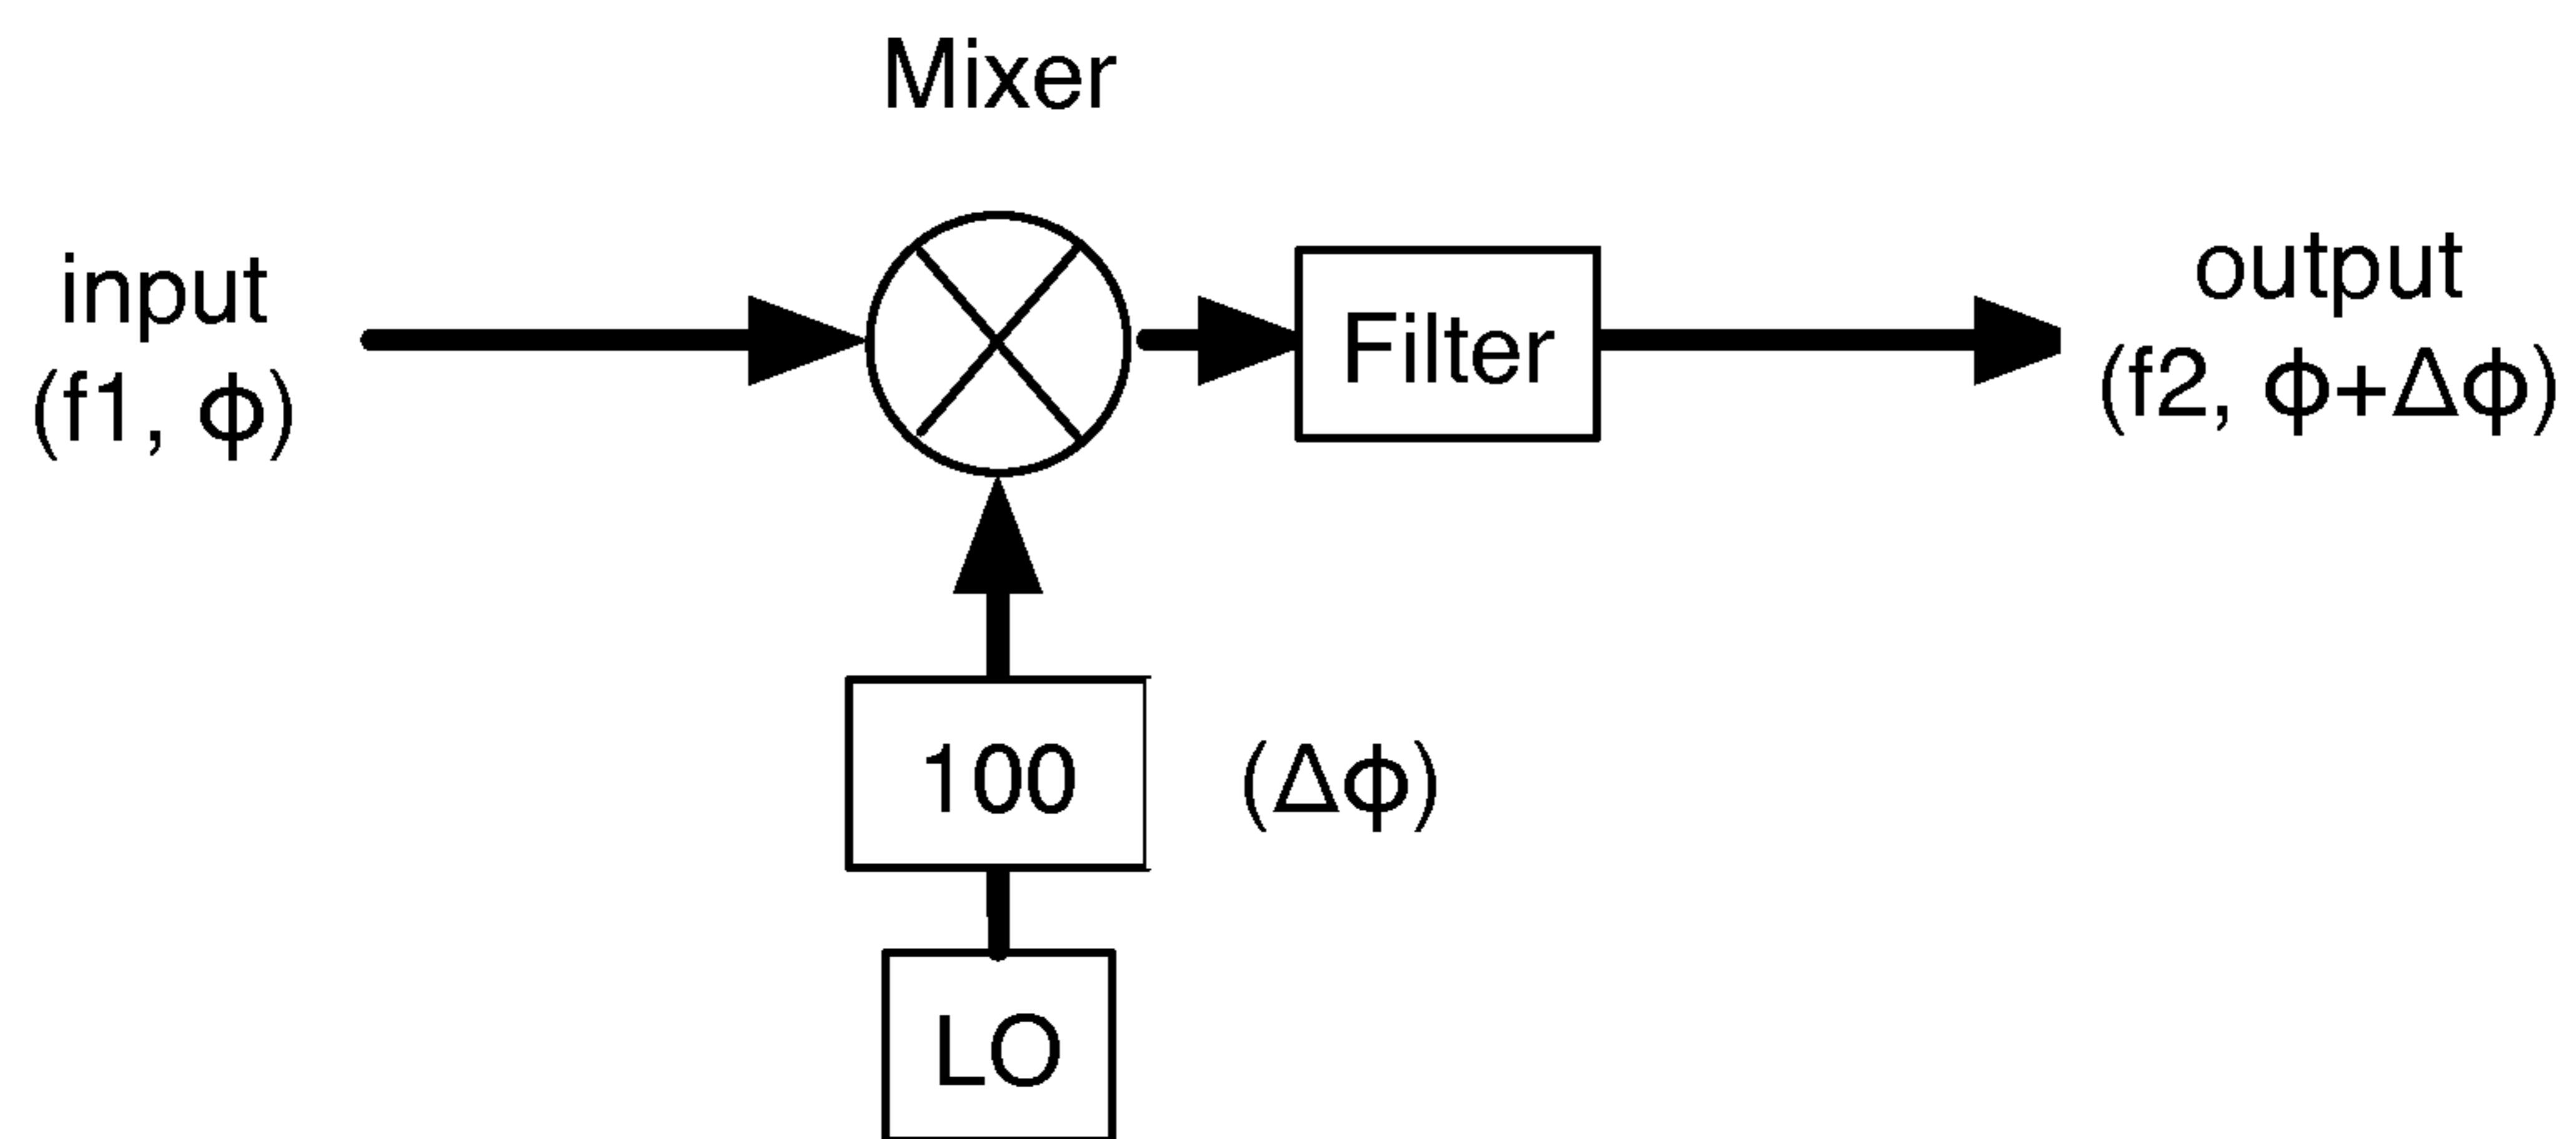 Mixer
input
(f1, ϕ)
Filter
output
(f2, ϕ+Δϕ)
100
(Δϕ)
LO